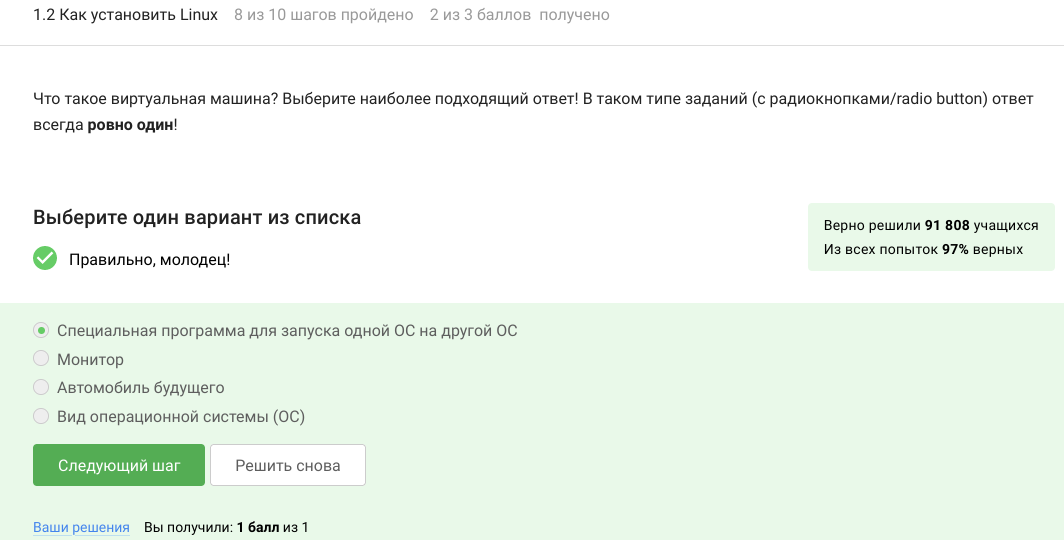 1.2 Как установить Linux 8 из 10 шагов пройдено 2 из 3 баллов получено
Что такое виртуальная машина? Выберите наиболее подходящий ответ! В таком типе заданий (с радиокнопками/radio button) ответ
всегда ровно один!
Выберите один вариант из списка
Верно решили 91 808 учащихся
Из всех попыток 97% верных
Правильно, молодец!
Специальная программа для запуска одной ОС на другой ОС
Монитор
Автомобиль будущего
Вид операционной системы (ОС)
Следующий шаг Решить снова
Ваши решения Вы получили: 1 балл из 1